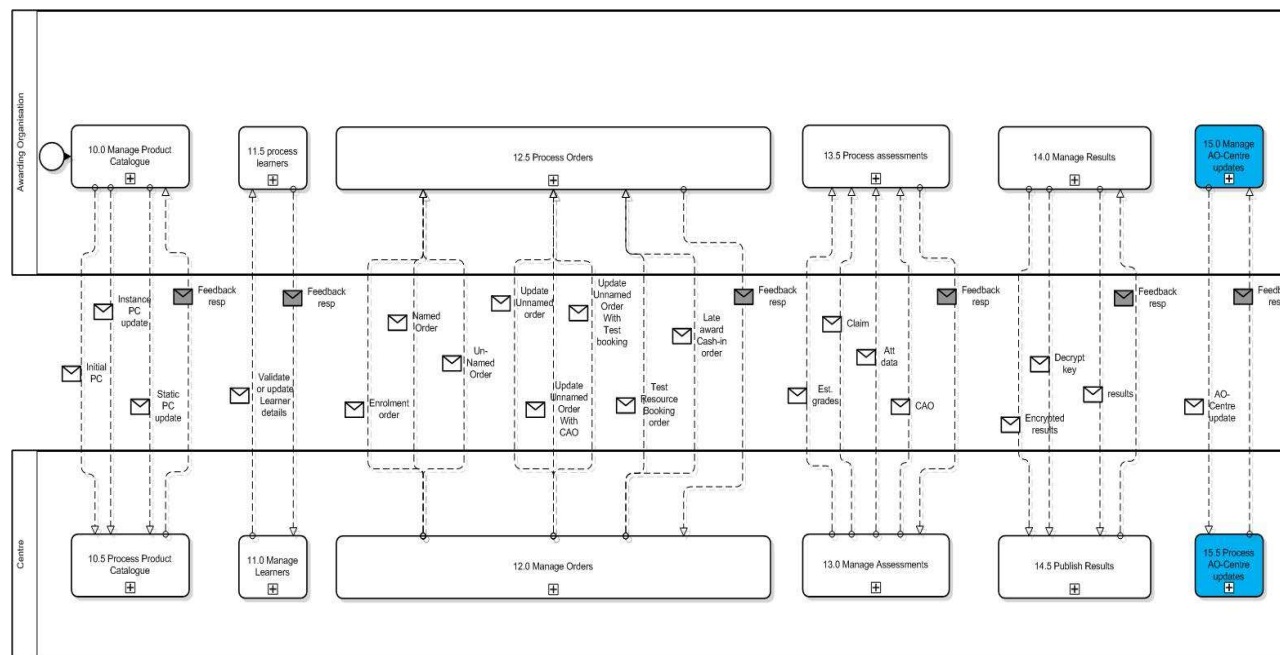 Awarding Organisation
10.0 Manage Product
Catalogue
11.5 process
learners
12.5 Process Orders
13.5 Process assessments
14.0 Manage Results
15.0 Manage
AO-Centre
updates
Initial
PC
Instance
PC
update
Static
PC
update
Feedback
resp
Validate
or update
Learner
details
Feedback
resp
Enrolment
order
Named
Order
Un-
Named
Order
Update
Unnamed
order
Update
Unnamed
Order
With
CAO
Update
Unnamed
Order
With
Test
booking
Test
Resource
Booking
order
Late
award
Cash-in
order
Feedback
resp
Est.
grades
Claim
Att
data
CAO
Feedback
resp
Encrypted
results
Decrypt
key
results
Feedback
resp
AO-
Centre
update
Feedback
resp
Centre
10.5 Process Product
Catalogue
11.0 Manage
Learners
12.0 Manage Orders
13.0 Manage Assessments
14.5 Publish Results
15.5 Process
AO-Centre
updates